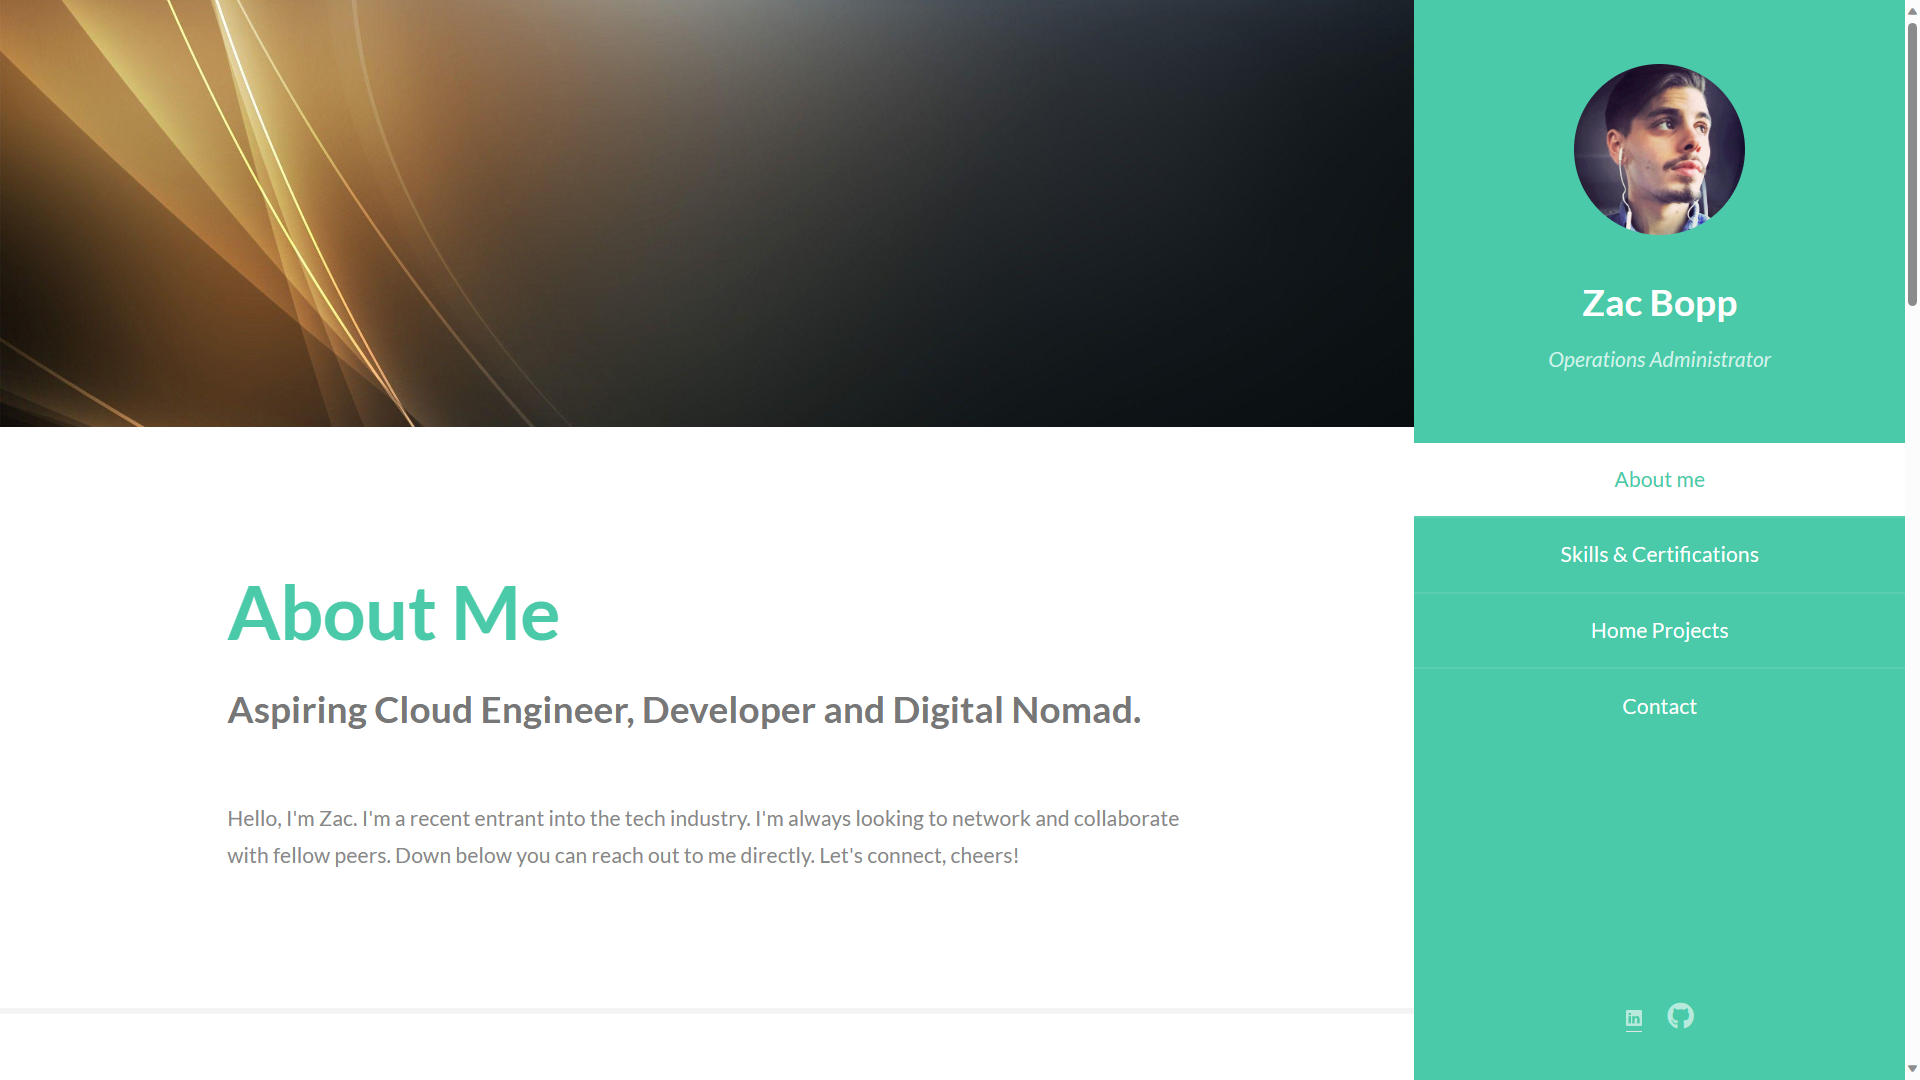 Zac Bopp
Operations Administrator
About me
Skills & Certifications
Home Projects
Contact
About Me
Aspiring Cloud Engineer, Developer and Digital Nomad.
Hello, I'm Zac. I'm a recent entrant into the tech industry. I'm always looking to network and collaborate
with fellow peers. Down below you can reach out to me directly. Let's connect, cheers!
in